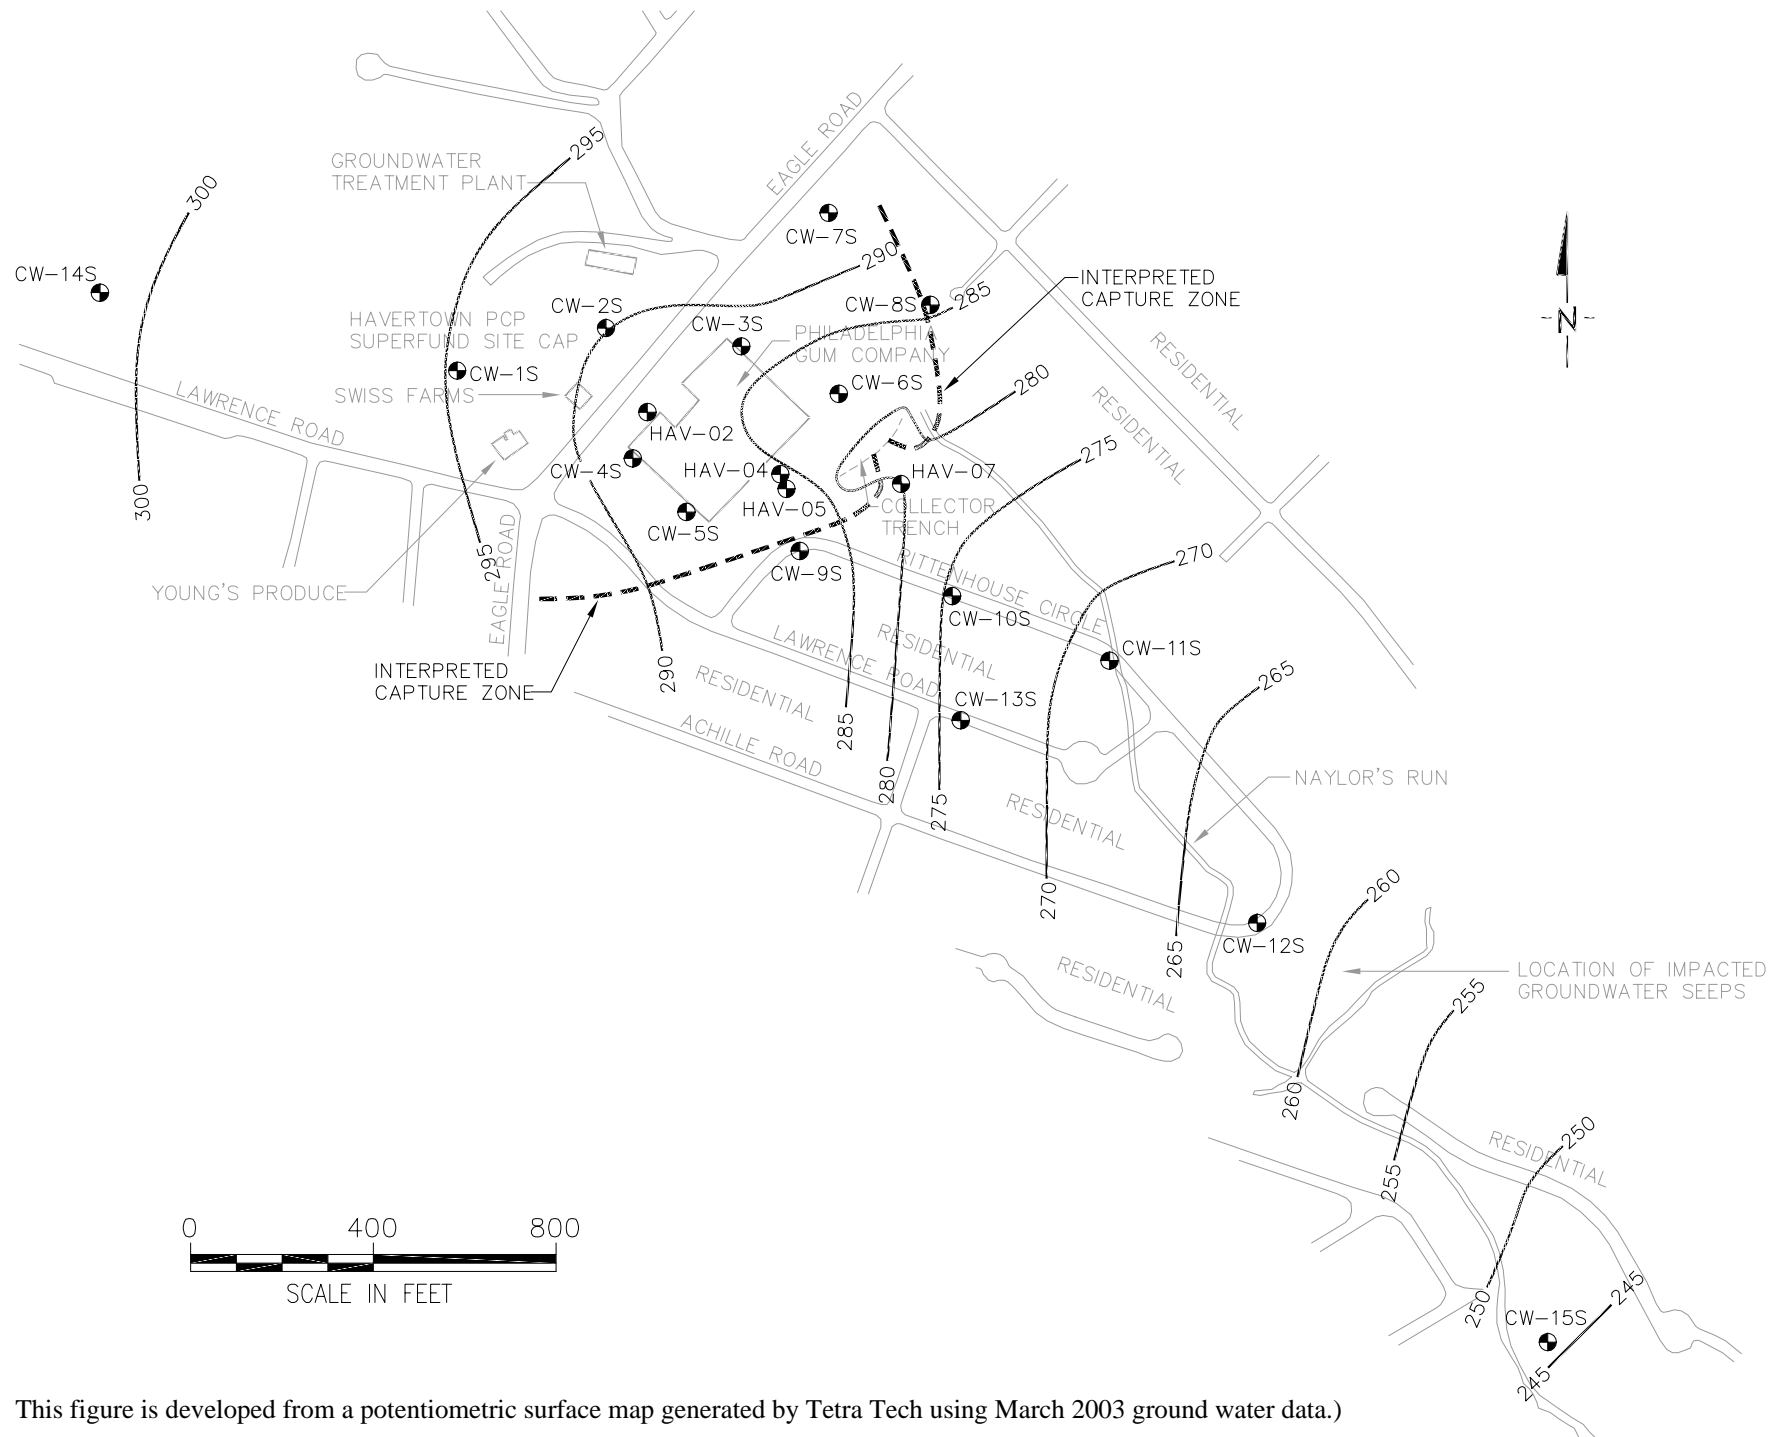 295
EAGLE ROAD
GROUNDWATER
TREATMENT PLANT
300
CW-7S
290
CW-14S
INTERPRETED
CAPTURE ZONE
CW-2S
CW-8S
285
N
HAVERTOWN PCP
SUPERFUND SITE CAP
CW-3S
PHILADELPHIA
GUM COMPANY
RESIDENTIAL
CW-1S
CW-6S
280
SWISS FARMS
LAWRENCE ROAD
RESIDENTIAL
HAV-02
275
CW-4S
HAV-04
HAV-07
300
HAV-05
COLLECTOR
TRENCH
CW-5S
295
270
CW-9S
RITTENHOUSE CIRCLE
YOUNG'S PRODUCE
EAGLE ROAD
CW-10S
LAWRENCE ROAD
RESIDENTIAL
CW-11S
INTERPRETED
CAPTURE ZONE
290
RESIDENTIAL
265
CW-13S
285
ACHILLE ROAD
280
275
NAYLOR'S RUN
RESIDENTIAL
270
260
265
CW-12S
RESIDENTIAL
LOCATION OF IMPACTED
GROUNDWATER SEEPS
255
260
250
RESIDENTIAL
255
0 400 800
SCALE IN FEET
250
245
CW-15S
245
This figure is developed from a potentiometric surface map generated by Tetra Tech using March 2003 ground water data.)